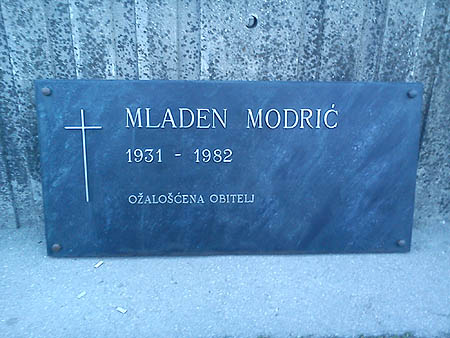 MLADEN MODRIĆ
1931 - 1982
OŽALOŠĆENA OBITELJ